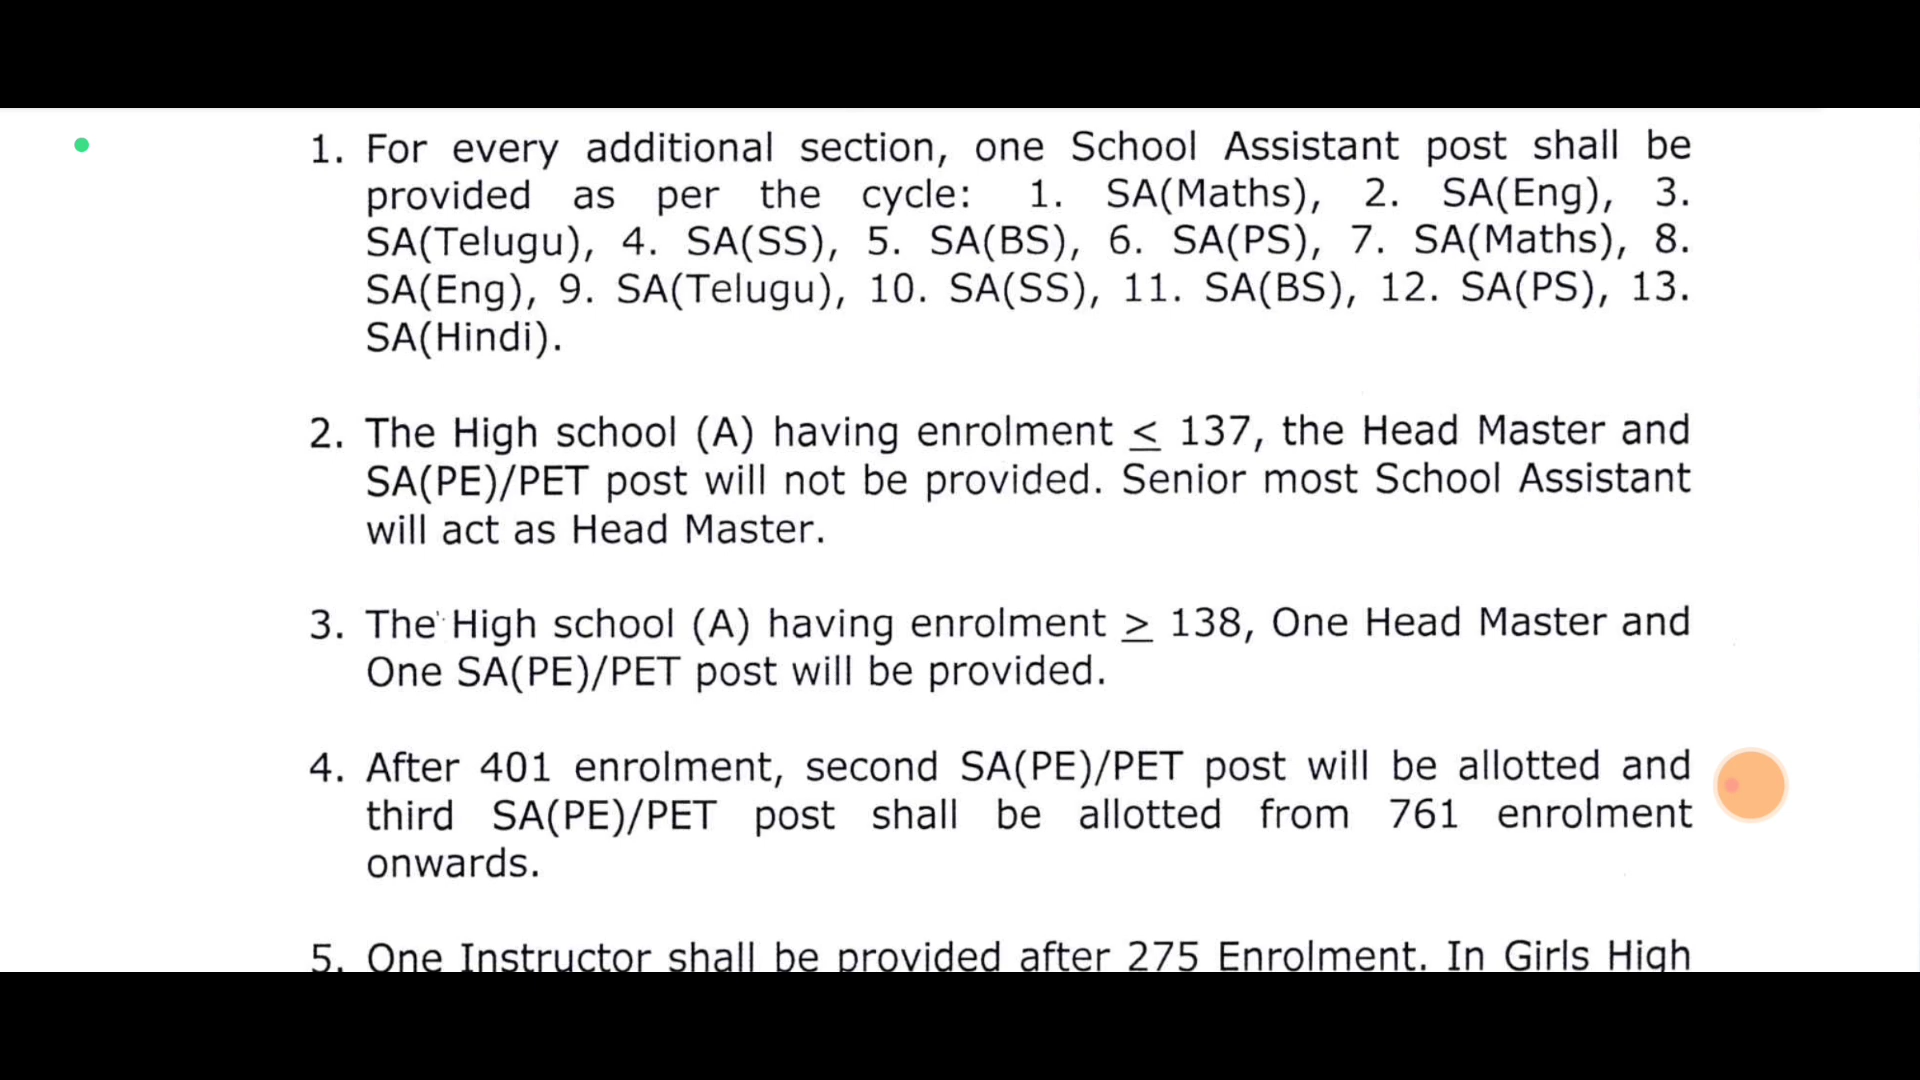 1. For every additional section, one School Assistant post shall be
provided as per the cycle: 1. SA(Maths), 2. SA(Eng), 3.
SA(Telugu), 4. SA(SS), 5. SA(BS), 6. SA(PS), 7. SA(Maths), 8.
SA(Eng), 9. SA(Telugu), 10. SA(SS), 11. SA(BS), 12. SA(PS), 13.
SA(Hindi).
2. The High school (A) having enrolment ≤ 137, the Head Master and
SA(PE)/PET post will not be provided. Senior most School Assistant
will act as Head Master.
3. The High school (A) having enrolment ≥ 138, One Head Master and
One SA(PE)/PET post will be provided.
4. After 401 enrolment, second SA(PE)/PET post will be allotted and
third SA(PE)/PET post shall be allotted from 761 enrolment
onwards.
5. One Instructor shall be provided after 275 Enrolment. In Girls High